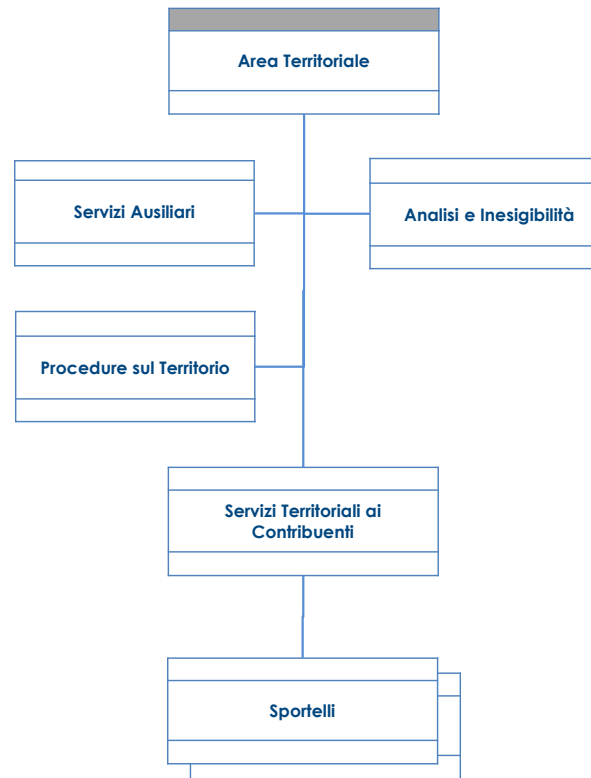 Area Territoriale
Servizi Ausiliari
Analisi e Inesigibilità
Procedure sul Territorio
Servizi Territoriali ai
Contribuenti
Sportelli